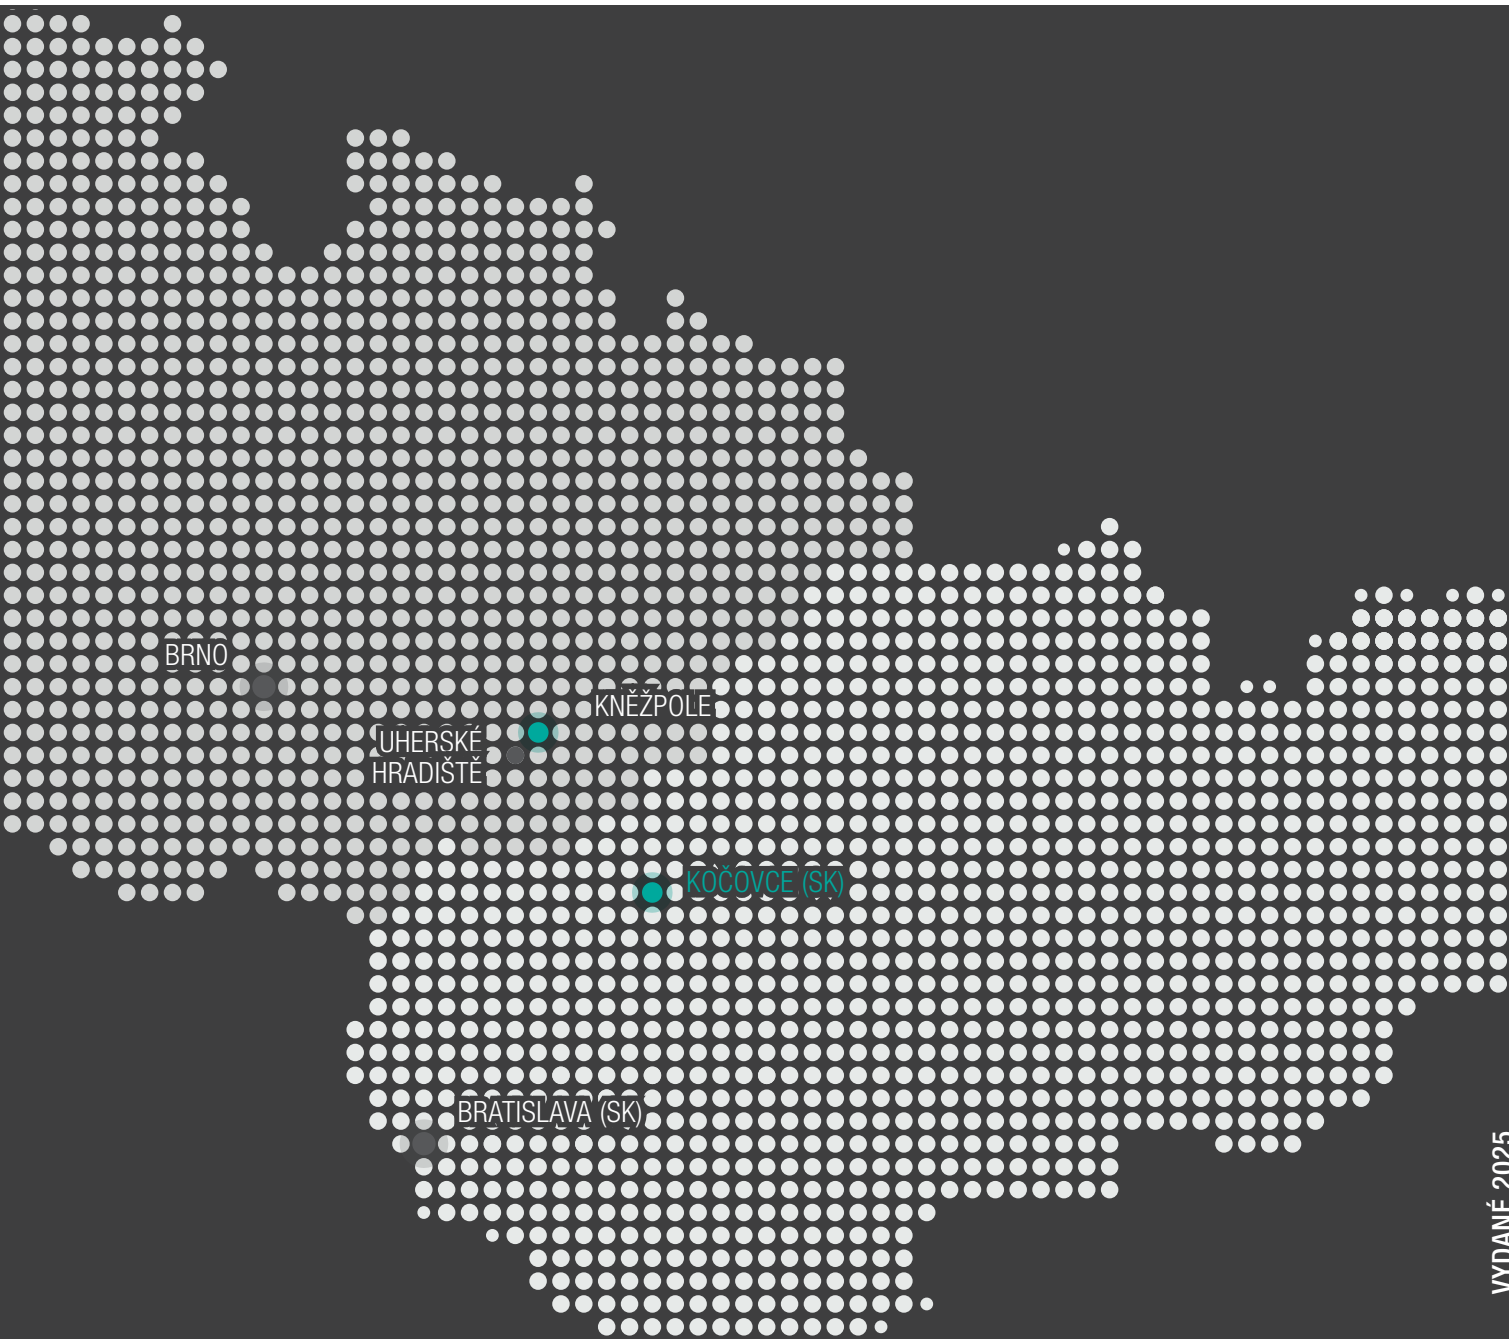 BRNO
KNĚŽPOLE
UHERSKÉ
HRADIŠTĚ
KOČOVCE (SK)
BRATISLAVA (SK)
VYDANÉ 2025